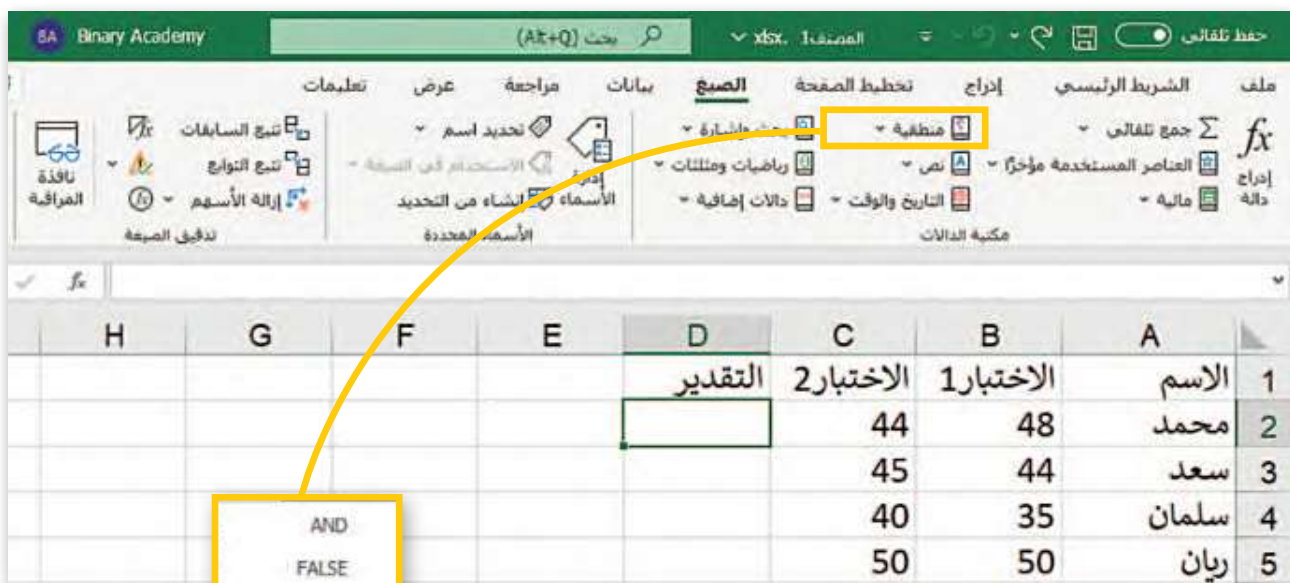 حفظ تلقائي المصنف1 .xlsx بحث (Alt+Q) Binary Academy BA
ملف الشريط الرئيسي إدراج تخطيط الصفحة الصيغ بيانات مراجعة عرض تعليمات
جمع تلقائي منطقية بحث وإشارة تحديد اسم تتبع السابقات
العناصر المستخدمة مؤخرًا نص رياضيات ومثلثات الاستخدام في الصيغة تتبع التوابع
مالية التاريخ والوقت دالات إضافية إنشاء من التحديد إزالة الأسهم
fx إدراج دالة
إدارة الأسماء
نافذة المراقبة
مكتبة الدالات الأسماء المحددة تدقيق الصيغة
fx
A B C D E F G H
1 الاسم الاختبار1 الاختبار2 التقدير
2 محمد 48 44
3 سعد 44 45
4 سلمان 35 40
5 ريان 50 50
AND
FALSE